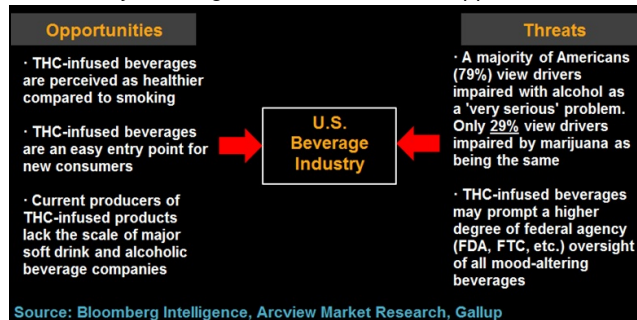 Opportunities
· THC-infused beverages
are perceived as healthier
compared to smoking
· THC-infused beverages
are an easy entry point for
new consumers
· Current producers of
THC-infused products
lack the scale of major
soft drink and alcoholic
beverage companies
U.S.
Beverage
Industry
Threats
· A majority of Americans
(79%) view drivers
impaired with alcohol as
a 'very serious' problem.
Only 29% view drivers
impaired by marijuana as
being the same
· THC-infused beverages
may prompt a higher
degree of federal agency
(FDA, FTC, etc.) oversight
of all mood-altering
beverages
Source: Bloomberg Intelligence, Arcview Market Research, Gallup